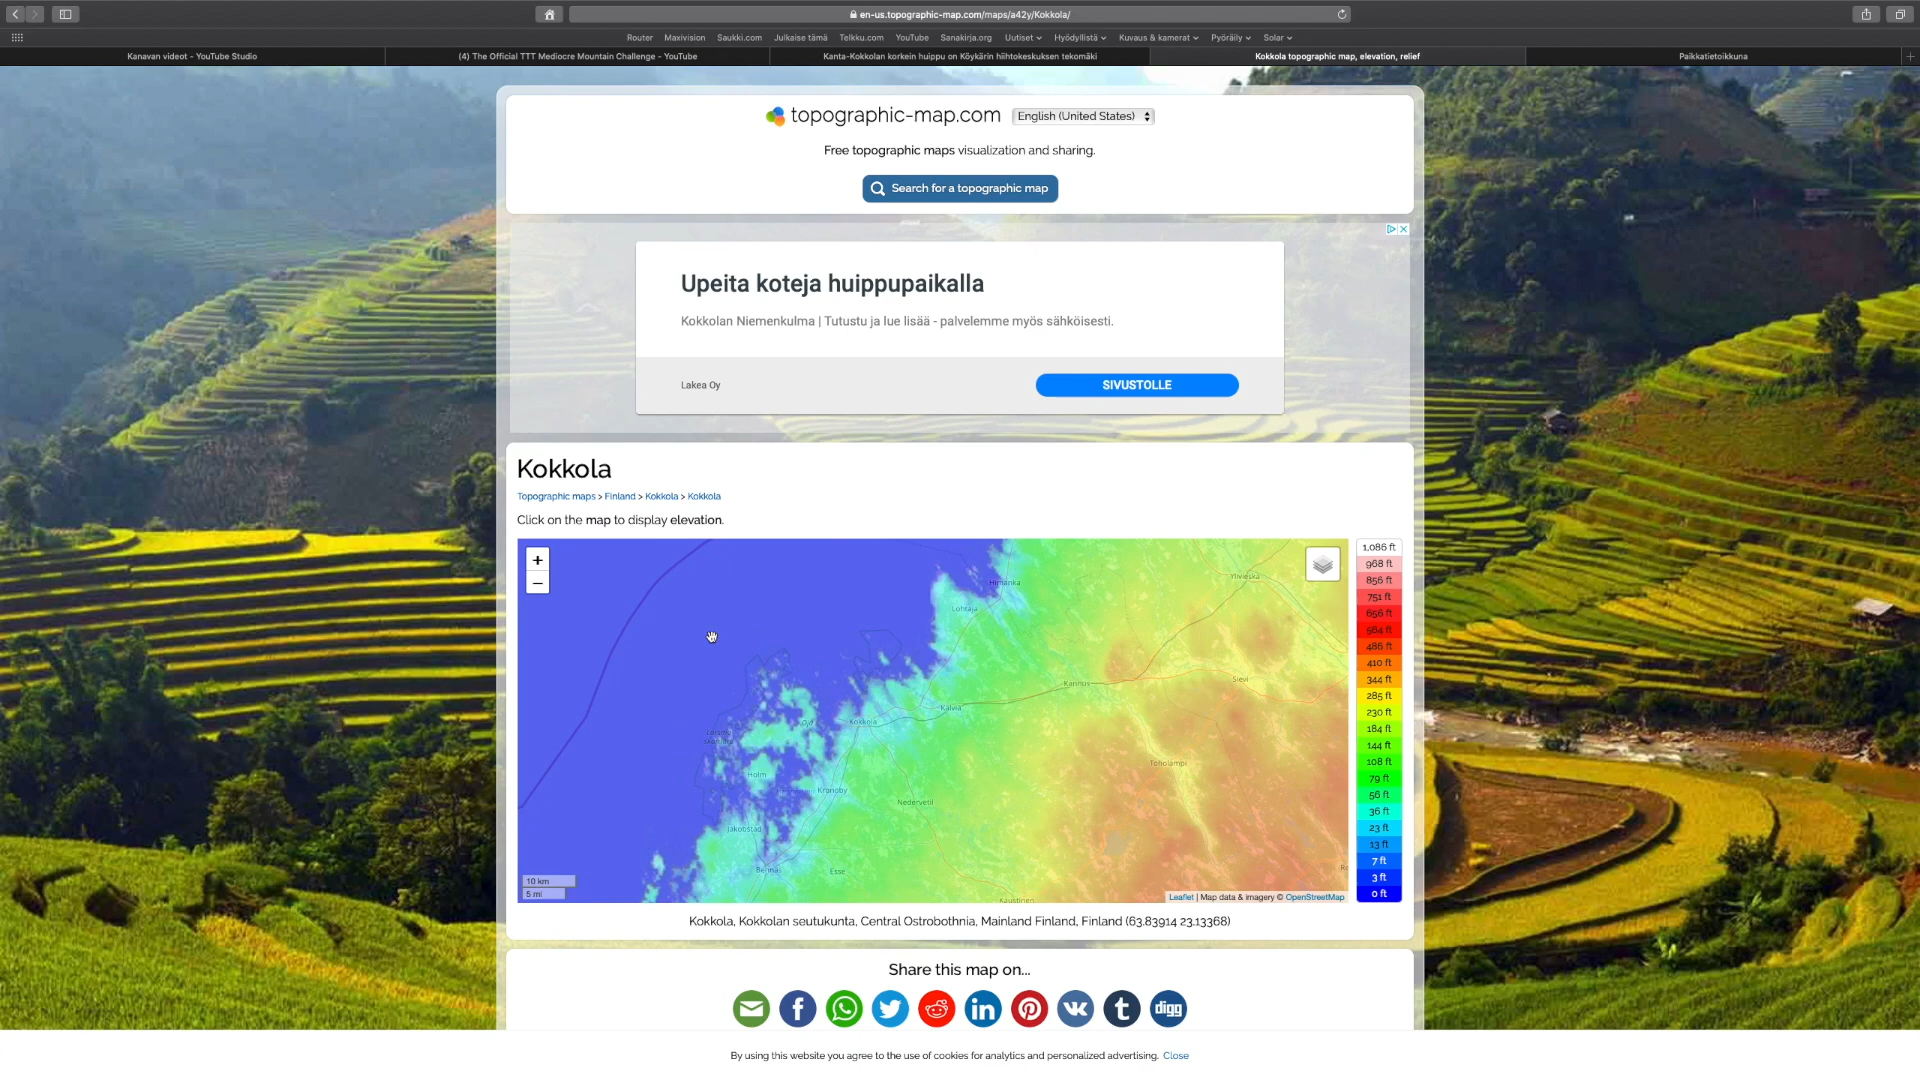 en-us.topographic-map.com/maps/a42y/Kokkola/
Router Maxivision Saukki.com Julkaise tämä Telkku.com YouTube Sanakirja.org Uutiset Hyödyllistä Kuvaus & kamerat Pyöräily Solar
Kanavan videot - YouTube Studio
(4) The Official TTT Mediocre Mountain Challenge - YouTube
Kanta-Kokkolan korkein huippu on Köykärin hiihtokeskuksen tekomäki
Kokkola topographic map, elevation, relief
Paikkatietoikkuna
topographic-map.com
English (United States)
Free topographic maps visualization and sharing.
Search for a topographic map
Upeita koteja huippupaikalla
Kokkolan Niemenkulma | Tutustu ja lue lisää - palvelemme myös sähköisesti.
Lakea Oy
SIVUSTOLLE
Kokkola
Topographic maps > Finland > Kokkola > Kokkola
Click on the map to display elevation.
+
−
Himanka
Ylivieska
Lohtaja
Kannus
Sievi
Kälviä
Öja
Kokkola
Larsmo
Toholampi
Holm
Kronoby
Nedervetil
Jakobstad
Bennäs
Esse
Kaustinen
10 km
5 mi
Leaflet | Map data & imagery © OpenStreetMap
1,086 ft
968 ft
856 ft
751 ft
656 ft
564 ft
486 ft
410 ft
344 ft
285 ft
230 ft
184 ft
144 ft
108 ft
79 ft
56 ft
36 ft
23 ft
13 ft
7 ft
3 ft
0 ft
Kokkola, Kokkolan seutukunta, Central Ostrobothnia, Mainland Finland, Finland (63.83914 23.13368)
Share this map on...
f
in
t
digg
By using this website you agree to the use of cookies for analytics and personalized advertising. Close